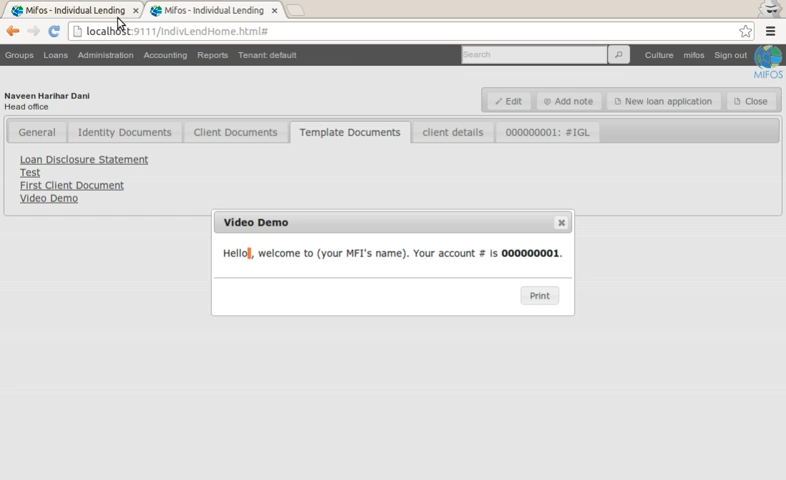 Mifos - Individual Lending × Mifos - Individual Lending ×
localhost:9111/IndivLendHome.html#
Groups Loans Administration Accounting Reports Tenant: default Search Culture mifos Sign out
MIFOS
Naveen Harihar Dani
Head office
Edit Add note New loan application Close
General Identity Documents Client Documents Template Documents client details 000000001: #IGL
Loan Disclosure Statement
Test
First Client Document
Video Demo
Video Demo
Hello , welcome to (your MFI's name). Your account # is 000000001.
Print